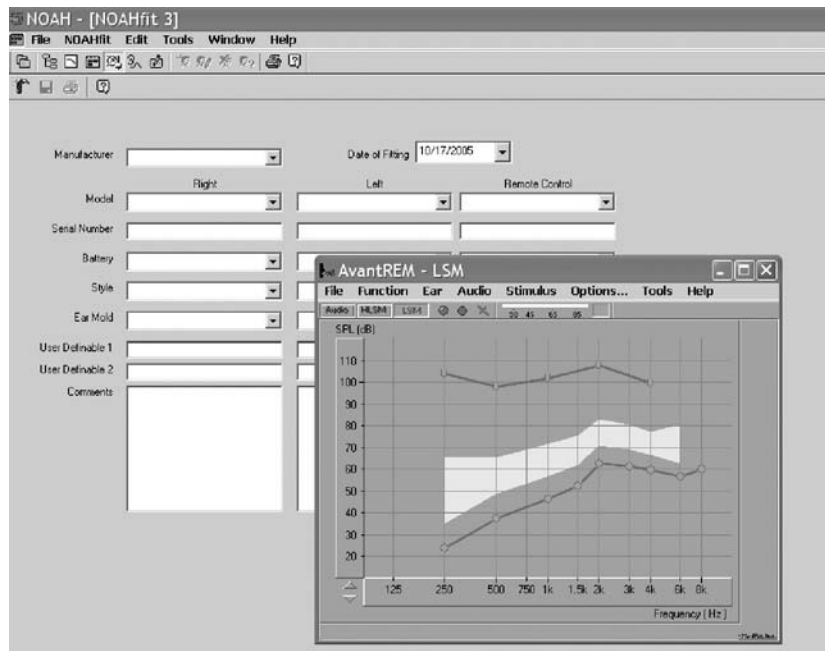 NOAH - [NOAHfit 3]
File NOAHfit Edit Tools Window Help
Manufacturer
Date of Fitting 10/17/2005
Right Left Remote Control
Model
Serial Number
Battery
Style
Ear Mold
User Definable 1
User Definable 2
Comments
AvantREM - LSM
File Function Ear Audio Stimulus Options... Tools Help
Audio HLSM LSM
SPL (dB)
110
100
90
80
70
60
50
40
30
20
125 250 500 750 1k 1.5k 2k 3k 4k 6k 8k
Frequency [Hz]